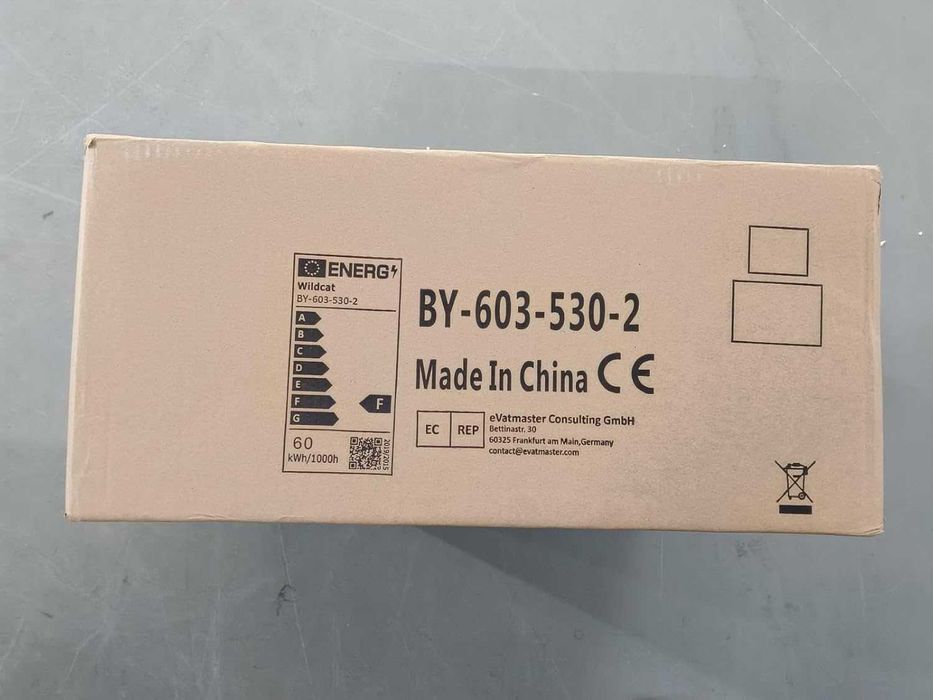 ENERG
Wildcat
BY-603-530-2
A
B
C
D
E
F
G
F
60
kWh/1000h
2019/2015
BY-603-530-2
Made In China CE
EC REP
eVatmaster Consulting GmbH
Bettinastr. 30
60325 Frankfurt am Main,Germany
contact@evatmaster.com